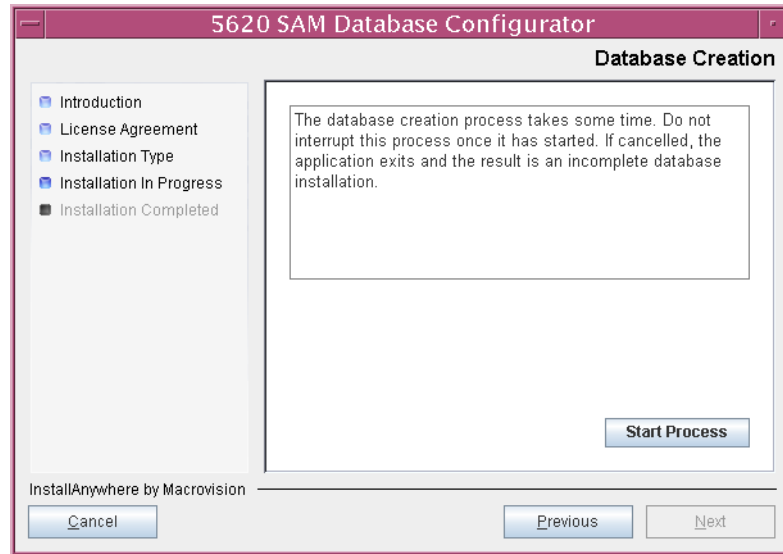 5620 SAM Database Configurator
Database Creation
Introduction
License Agreement
Installation Type
Installation In Progress
Installation Completed
The database creation process takes some time. Do not
interrupt this process once it has started. If cancelled, the
application exits and the result is an incomplete database
installation.
Start Process
InstallAnywhere by Macrovision
Cancel
Previous
Next